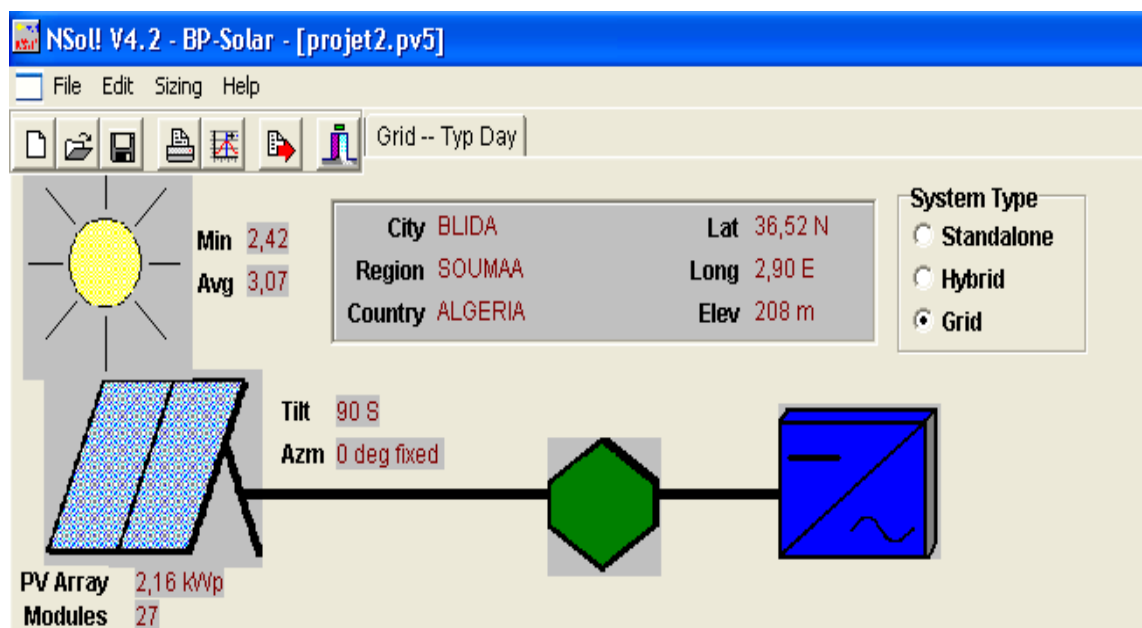 NSol! V4.2 - BP-Solar - [projet2.pv5]
File Edit Sizing Help
Grid -- Typ Day
Min 2,42
Avg 3,07
City BLIDA Lat 36,52 N
Region SOUMAA Long 2,90 E
Country ALGERIA Elev 208 m
System Type
Standalone
Hybrid
Grid
Tilt 90 S
Azm 0 deg fixed
PV Array 2,16 kWp
Modules 27